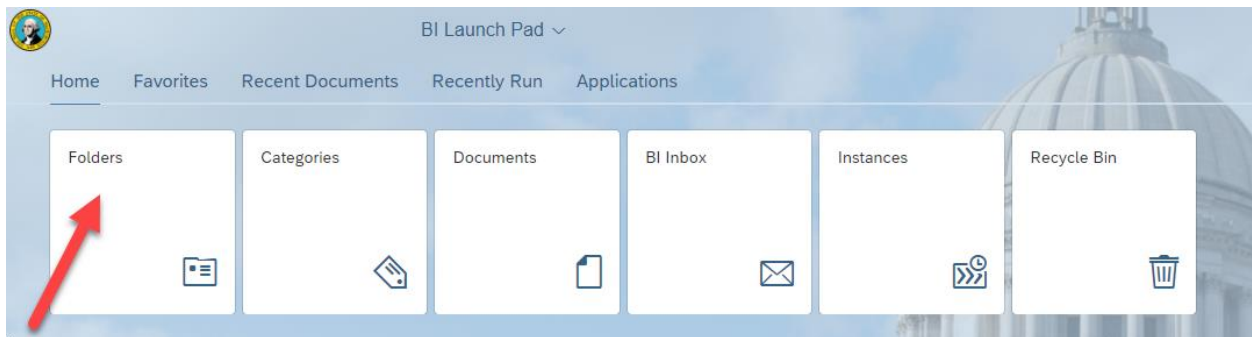 BI Launch Pad
Home Favorites Recent Documents Recently Run Applications
Folders Categories Documents BI Inbox Instances Recycle Bin